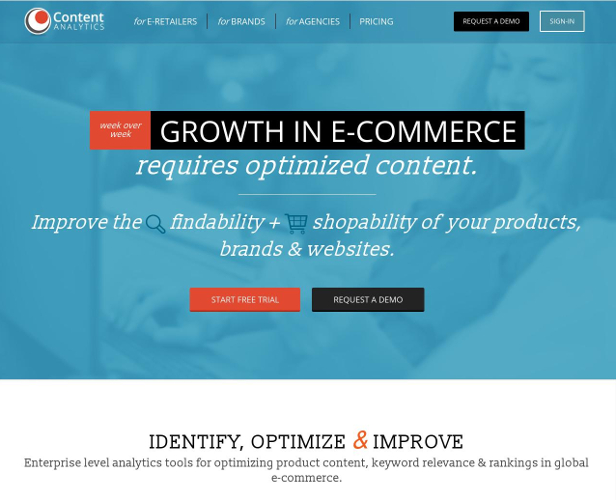 Content
ANALYTICS
for E-RETAILERS
for BRANDS
for AGENCIES
PRICING
REQUEST A DEMO
SIGN-IN
week over
week
GROWTH IN E-COMMERCE
requires optimized content.
Improve the findability + shopability of your products,
brands & websites.
START FREE TRIAL
REQUEST A DEMO
IDENTIFY, OPTIMIZE & IMPROVE
Enterprise level analytics tools for optimizing product content, keyword relevance & rankings in global
e-commerce.